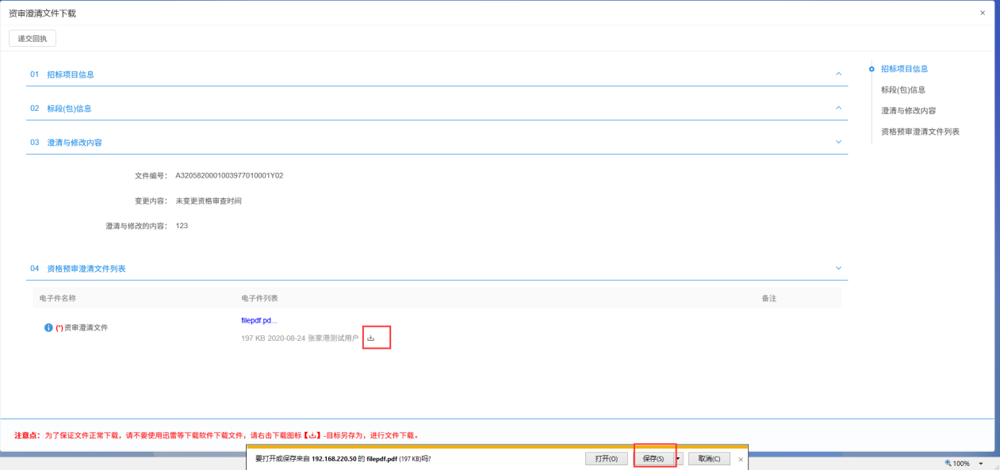 资审澄清文件下载
递交回执
01 招标项目信息
02 标段(包)信息
03 澄清与修改内容
文件编号： A3205820001003977010001Y02
变更内容： 未变更资格审查时间
澄清与修改的内容： 123
04 资格预审澄清文件列表
电子件名称 电子件列表 备注
(*)资审澄清文件
filepdf.pd...
197 KB 2020-08-24 张家港测试用户
招标项目信息
标段(包)信息
澄清与修改内容
资格预审澄清文件列表
注意点：为了保证文件正常下载，请不要使用迅雷等下载软件下载文件，请右击下载图标【】-目标另存为，进行文件下载。
要打开或保存来自 192.168.220.50 的 filepdf.pdf (197 KB)吗?
打开(O) 保存(S) 取消(C)
100%